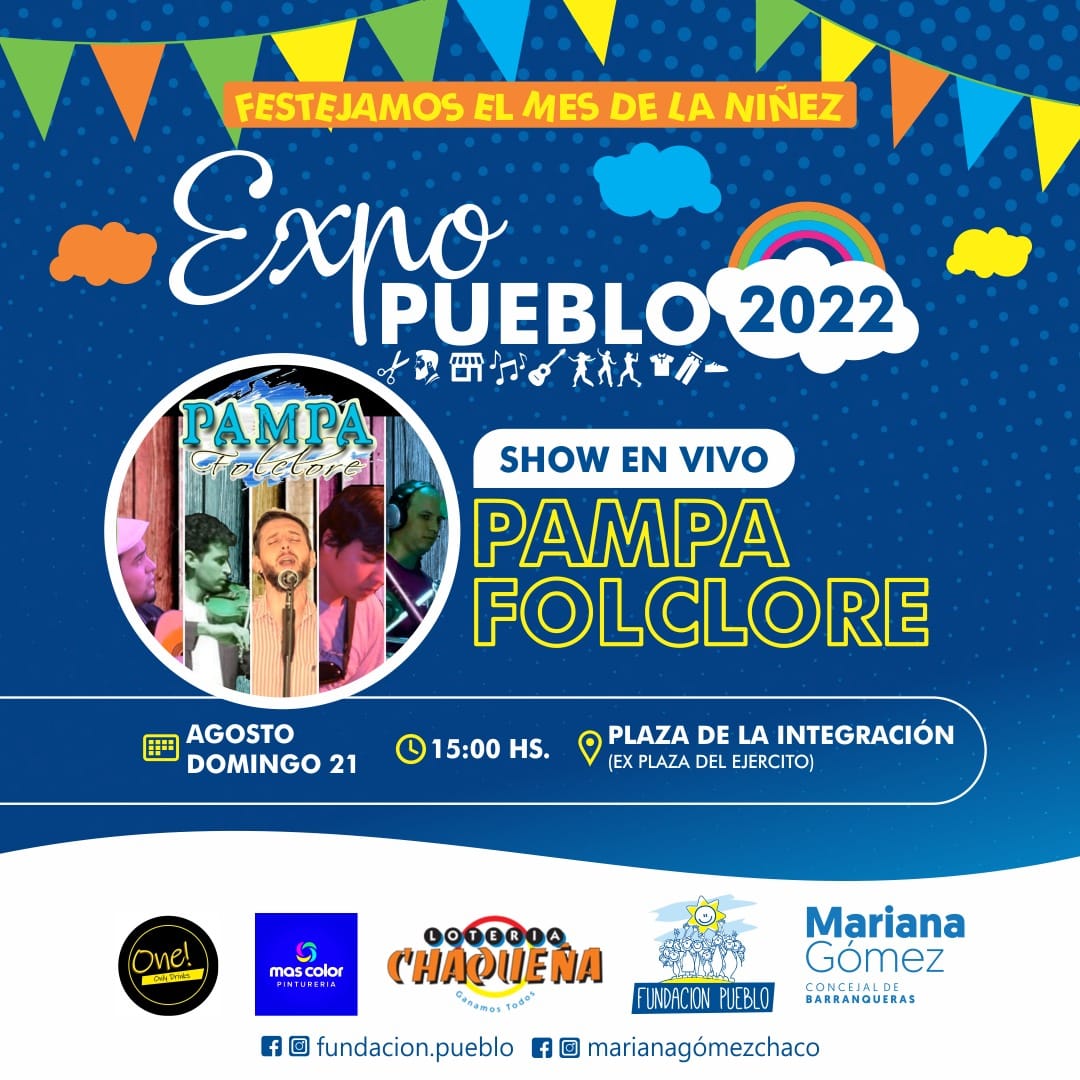 FESTEJAMOS EL MES DE LA NIÑEZ
Expo
PUEBLO 2022
PAMPA
Folclore
SHOW EN VIVO
PAMPA
FOLCLORE
AGOSTO
DOMINGO 21
15:00 HS.
PLAZA DE LA INTEGRACIÓN
(EX PLAZA DEL EJERCITO)
One!
Only Drinks
mas color
PINTURERIA
LOTERIA
CHAQUEÑA
Ganamos Todos
FUNDACION PUEBLO
Mariana
Gómez
CONCEJAL DE
BARRANQUERAS
fundacion.pueblo
marianagómezchaco